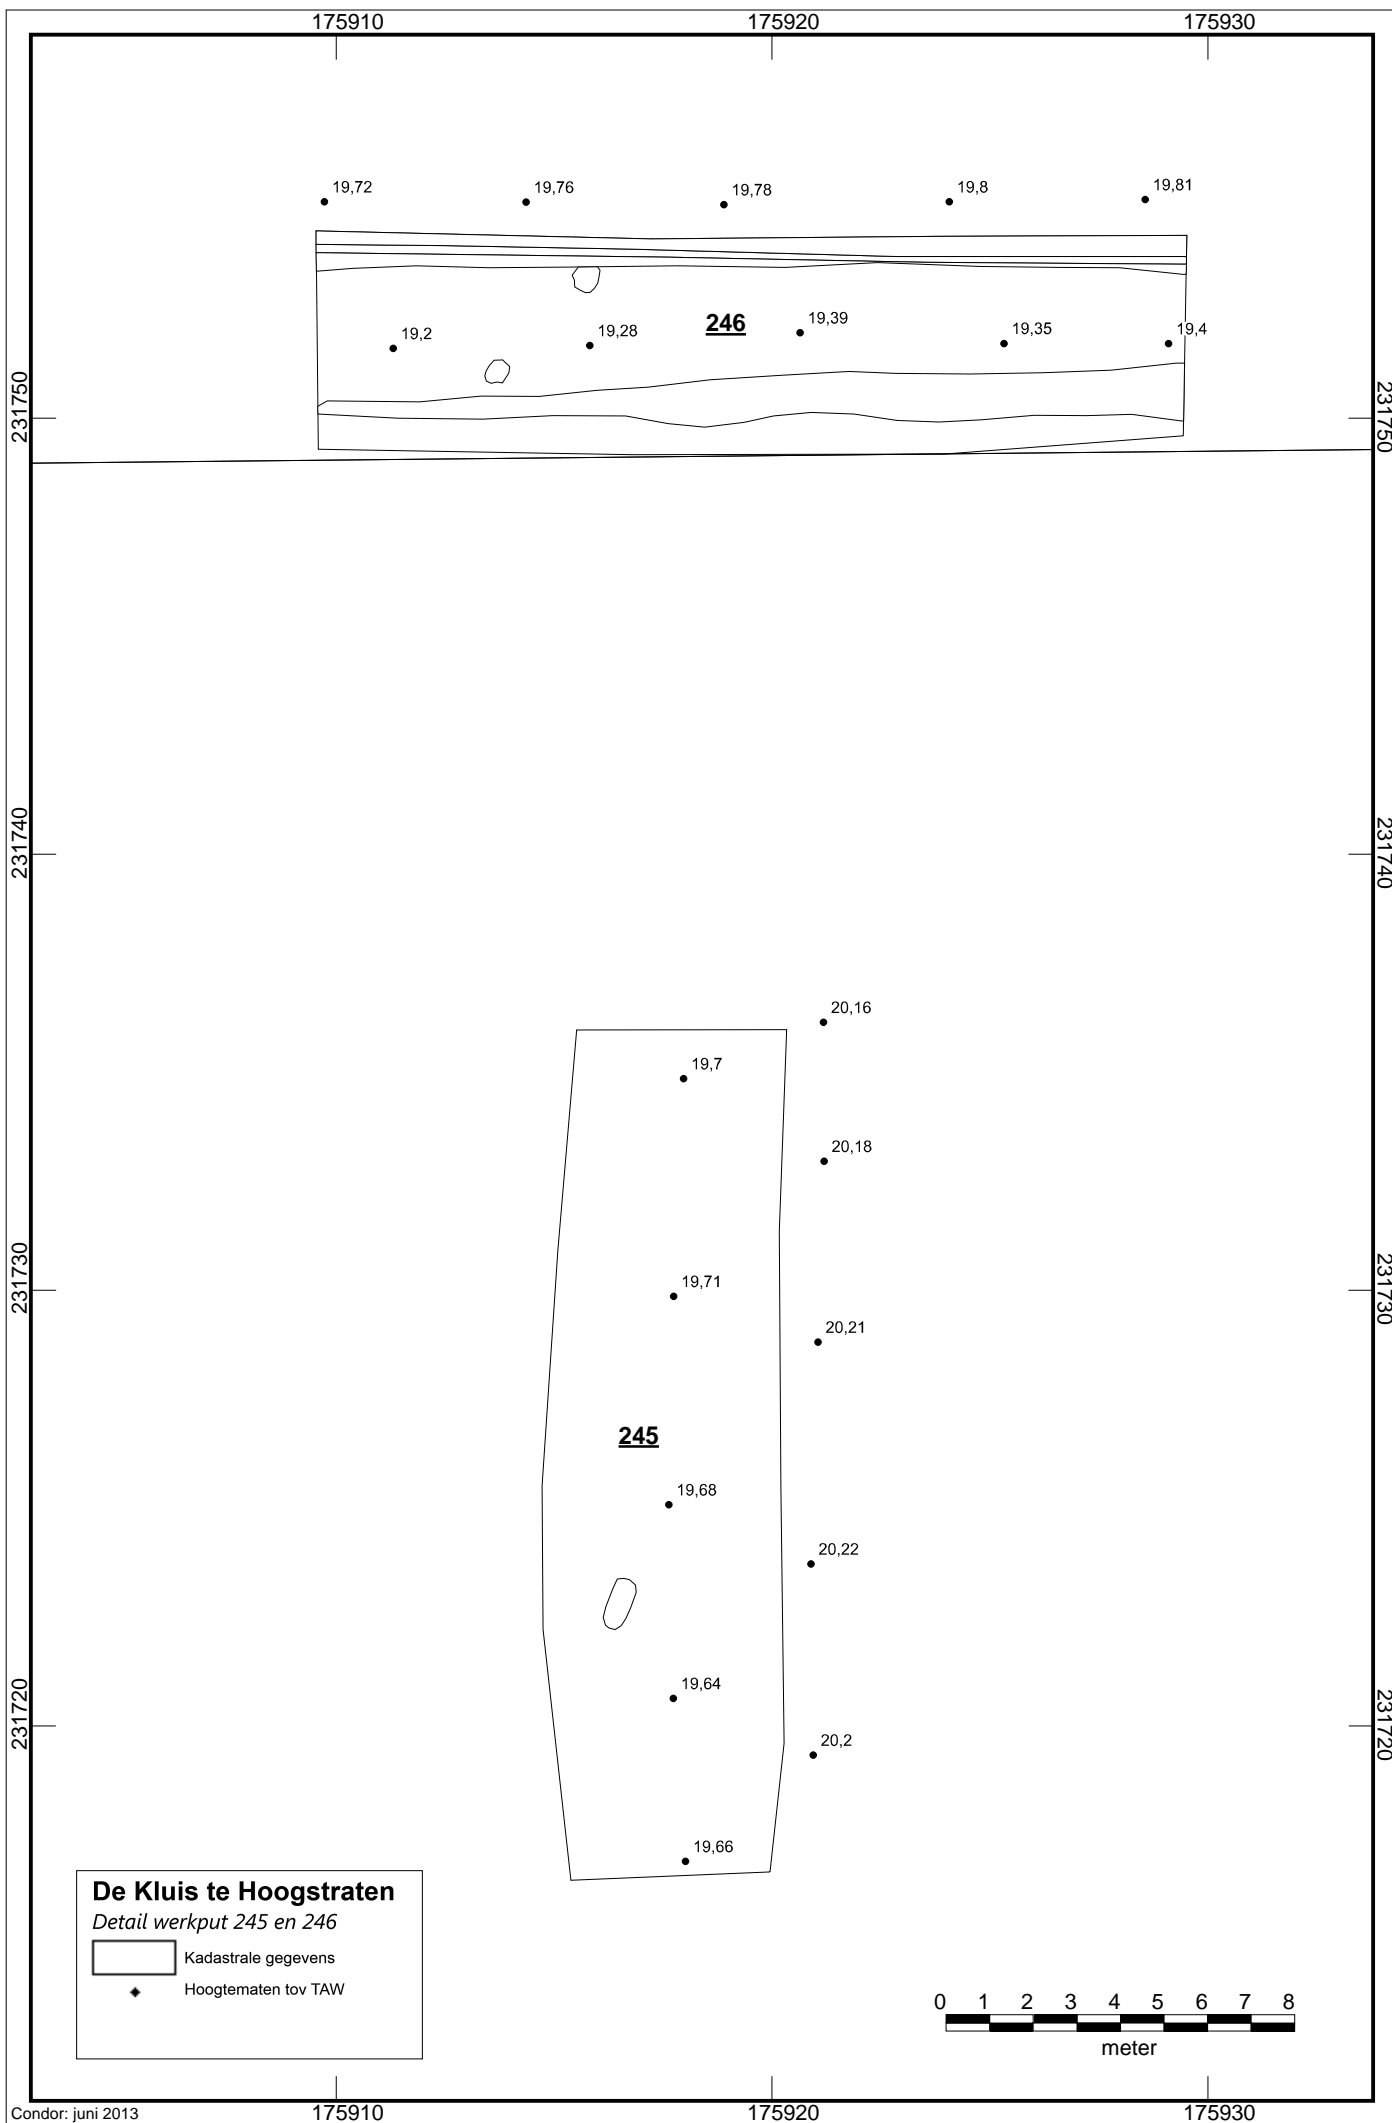 175910 175920 175930
19,72 19,76 19,78 19,8 19,81
246
19,2 19,28 19,39 19,35 19,4
231750 231750
231740 231740
20,16
19,7
20,18
231730 231730
19,71
20,21
245
19,68
20,22
19,64
231720 231720
20,2
19,66
De Kluis te Hoogstraten
Detail werkput 245 en 246
Kadastrale gegevens
Hoogtematen tov TAW
0 1 2 3 4 5 6 7 8
meter
Condor: juni 2013
175910 175920 175930